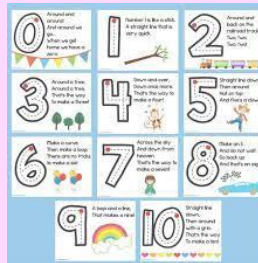 0
Around and
around!
And around we
go...
When we get
home we have a
zero.
1
Number 1's like a stick.
A straight line that is
very quick.
2
Around and
back on the
railroad track.
Two, two,
Two, two!
3
Around a tree.
Around a tree.
That's the way
to make a three!
4
Down and over.
Down once more.
That's the way to
make a four!
5
Straight line down
Then around
Hat on top
And
6
Make a curve.
Then make a loop.
There are no tricks
to make a six!
7
Across the sky
And down from
heaven.
That's the way to
make a seven!
8
Make an S
And do not wait
Go back up
And that's an
9
A loop and a line.
That makes a nine!
10
Straight line
down.
Then around
with a grin.
That's the way
To make a ten!